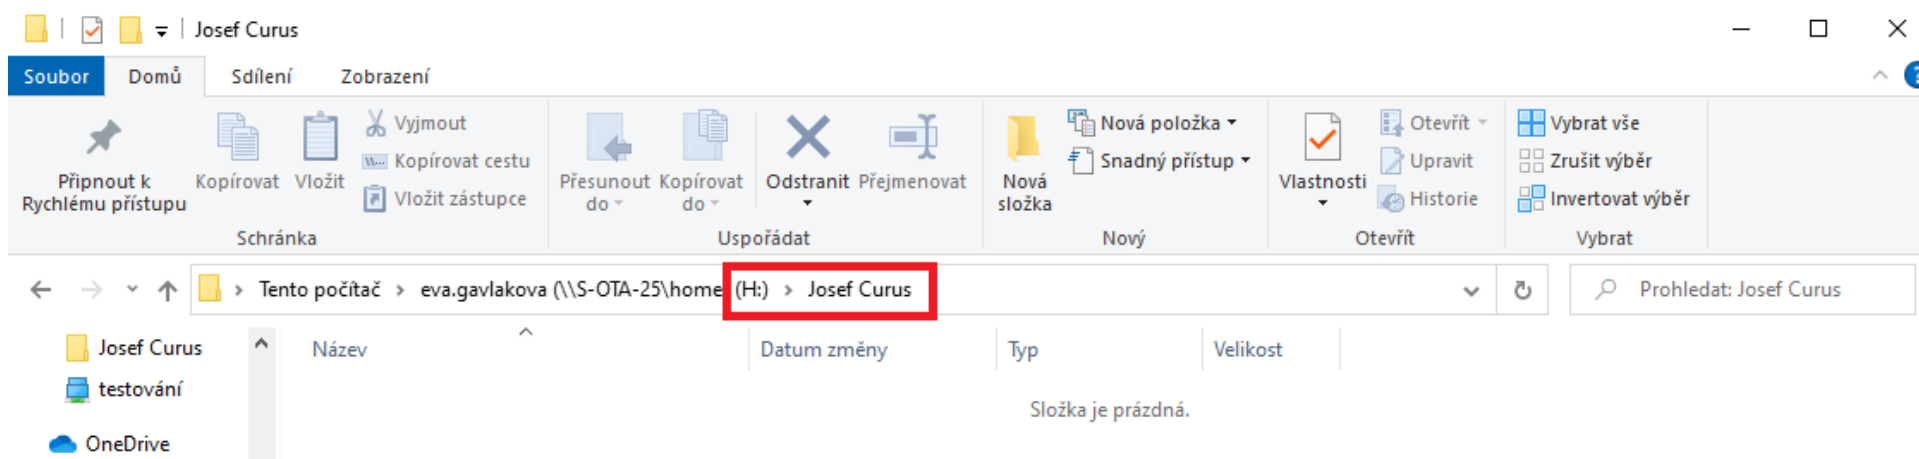 Josef Curus
Soubor Domů Sdílení Zobrazení
Připnout k Rychlému přístupu
Kopírovat
Vložit
Vyjmout
Kopírovat cestu
Vložit zástupce
Schránka
Přesunout do
Kopírovat do
Odstranit
Přejmenovat
Uspořádat
Nová složka
Nová položka
Snadný přístup
Nový
Vlastnosti
Otevřít
Upravit
Historie
Otevřít
Vybrat vše
Zrušit výběr
Invertovat výběr
Vybrat
Tento počítač › eva.gavlakova (\\S-OTA-25\home (H:) › Josef Curus
Prohledat: Josef Curus
Josef Curus
testování
OneDrive
Název Datum změny Typ Velikost
Složka je prázdná.